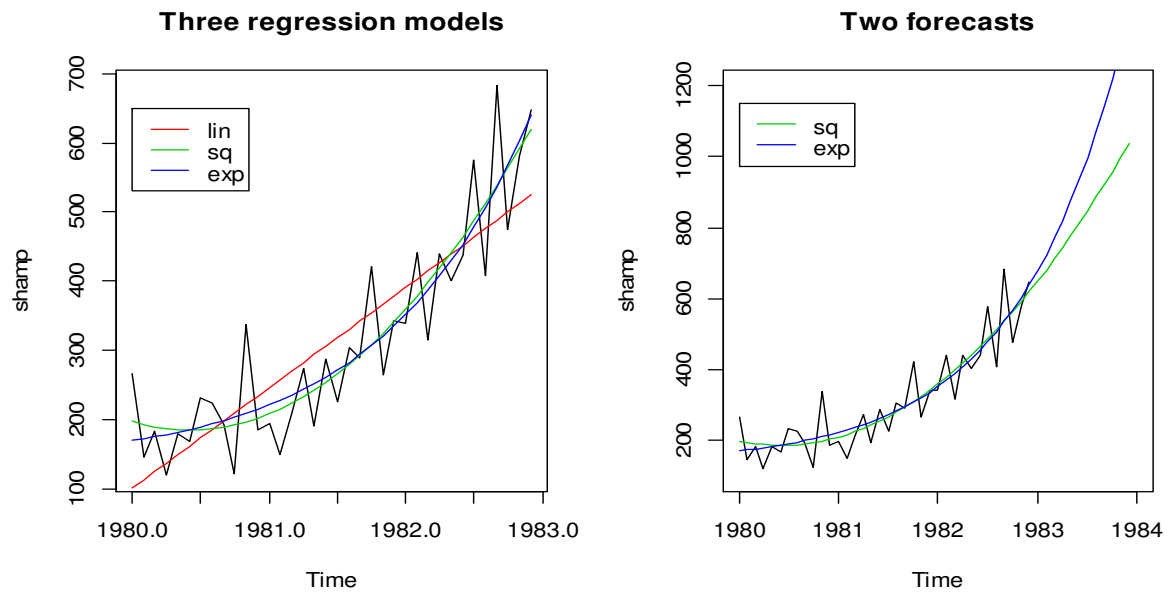 Three regression models
700
600
500
400
300
200
100
shamp
lin
sq
exp
1980.0
1981.0
1982.0
1983.0
Time
Two forecasts
1200
1000
800
600
400
200
shamp
sq
exp
1980
1981
1982
1983
1984
Time